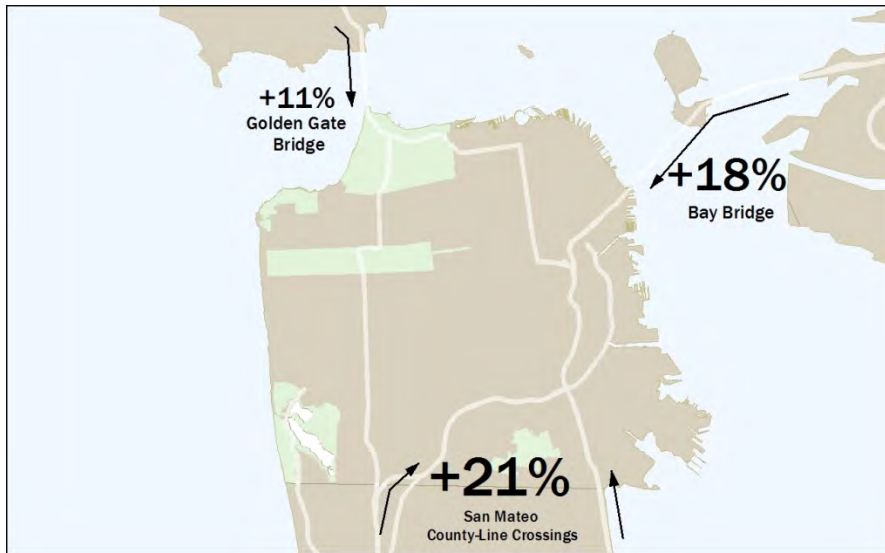 +11%
Golden Gate
Bridge
+18%
Bay Bridge
+21%
San Mateo
County-Line Crossings